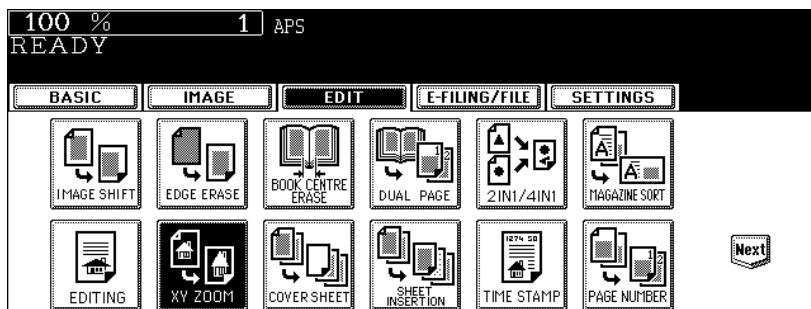 100 % 1 APS
READY
BASIC IMAGE EDIT E-FILING/FILE SETTINGS
IMAGE SHIFT EDGE ERASE BOOK CENTRE ERASE DUAL PAGE 2IN1/4IN1 MAGAZINE SORT
EDITING XY ZOOM COVER SHEET SHEET INSERTION TIME STAMP PAGE NUMBER
Next